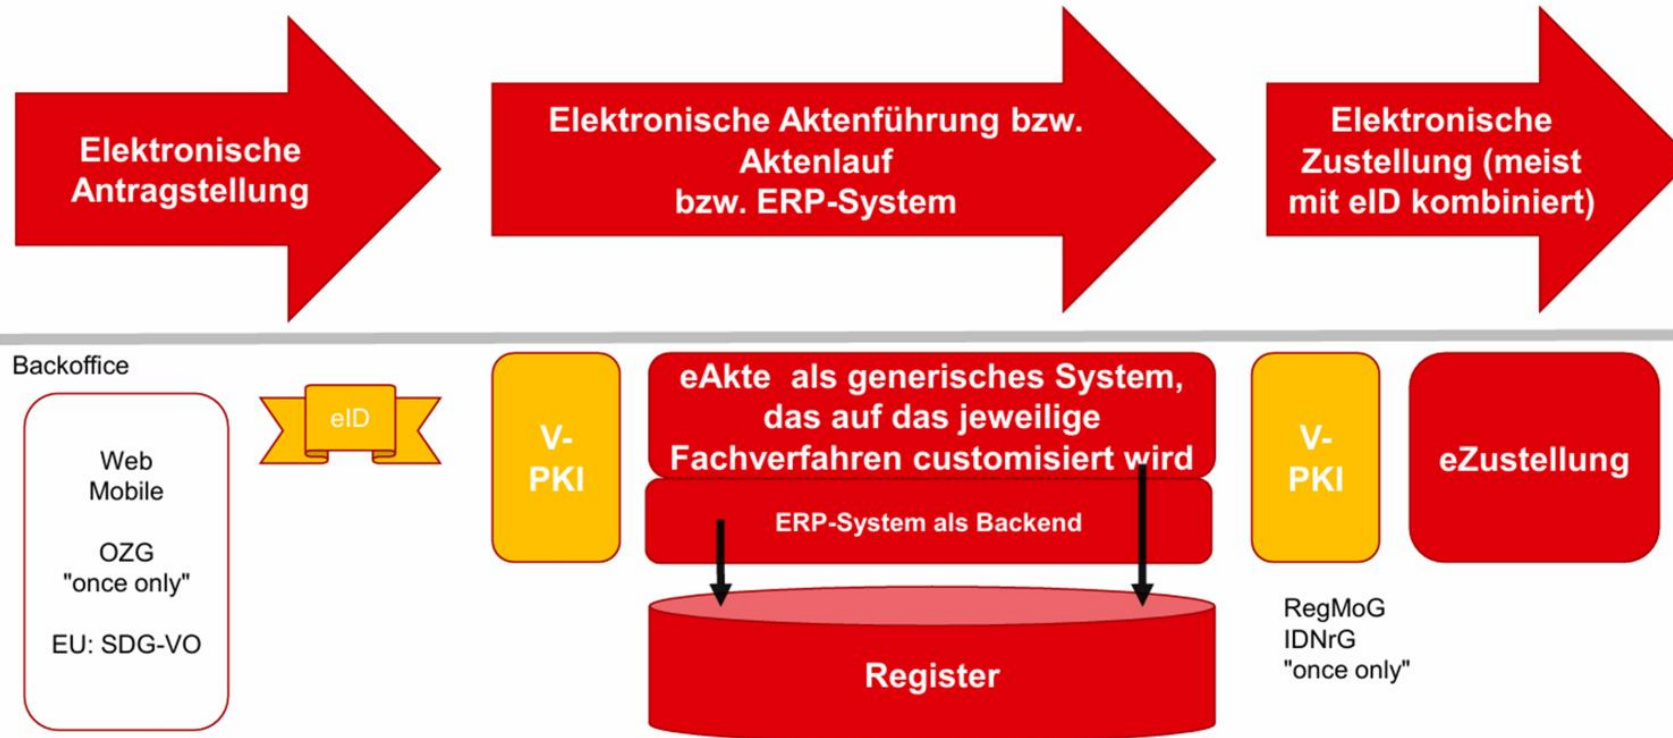 Elektronische
Antragstellung
Elektronische Aktenführung bzw.
Aktenlauf
bzw. ERP-System
Elektronische
Zustellung (meist
mit eID kombiniert)
Backoffice
Web
Mobile
OZG
"once only"
EU: SDG-VO
eID
V-
PKI
eAkte als generisches System,
das auf das jeweilige
Fachverfahren customisiert wird
ERP-System als Backend
Register
V-
PKI
RegMoG
IDNrG
"once only"
eZustellung